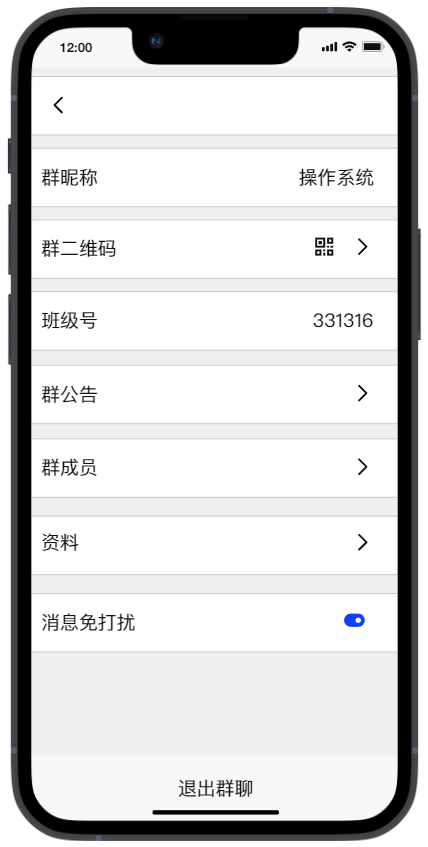 12:00
群昵称 操作系统
群二维码
班级号 331316
群公告
群成员
资料
消息免打扰
退出群聊